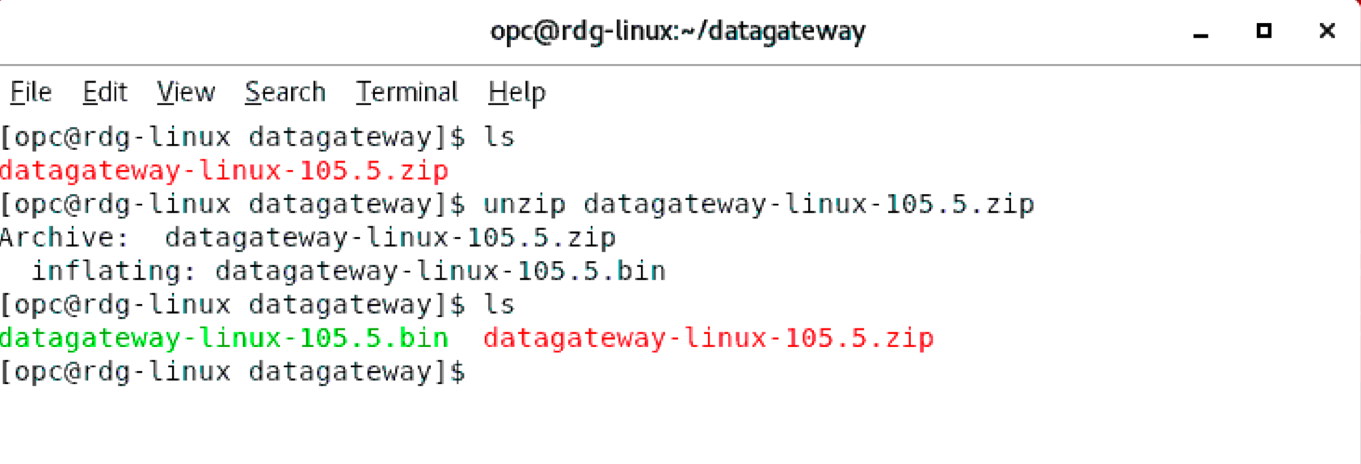 opc@rdg-linux:~/datagateway
File Edit View Search Terminal Help
[opc@rdg-linux datagateway]$ ls
datagateway-linux-105.5.zip
[opc@rdg-linux datagateway]$ unzip datagateway-linux-105.5.zip
Archive:  datagateway-linux-105.5.zip
  inflating: datagateway-linux-105.5.bin
[opc@rdg-linux datagateway]$ ls
datagateway-linux-105.5.bin  datagateway-linux-105.5.zip
[opc@rdg-linux datagateway]$